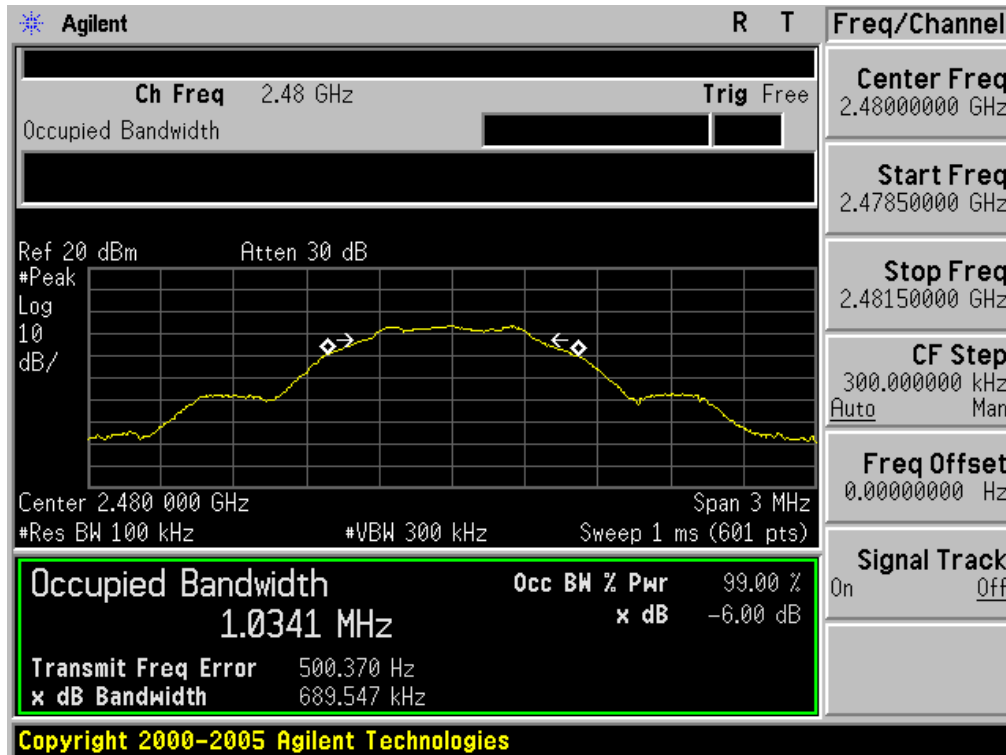 Agilent R T
Freq/Channel
Ch Freq 2.48 GHz Trig Free
Occupied Bandwidth
Center Freq
2.48000000 GHz
Start Freq
2.47850000 GHz
Stop Freq
2.48150000 GHz
CF Step
300.000000 kHz
Auto Man
Freq Offset
0.00000000 Hz
Signal Track
On Off
Ref 20 dBm Atten 30 dB
#Peak
Log
10
dB/
Center 2.480 000 GHz Span 3 MHz
#Res BW 100 kHz #VBW 300 kHz Sweep 1 ms (601 pts)
Occupied Bandwidth
1.0341 MHz
Occ BW % Pwr 99.00 %
x dB -6.00 dB
Transmit Freq Error 500.370 Hz
x dB Bandwidth 689.547 kHz
Copyright 2000-2005 Agilent Technologies